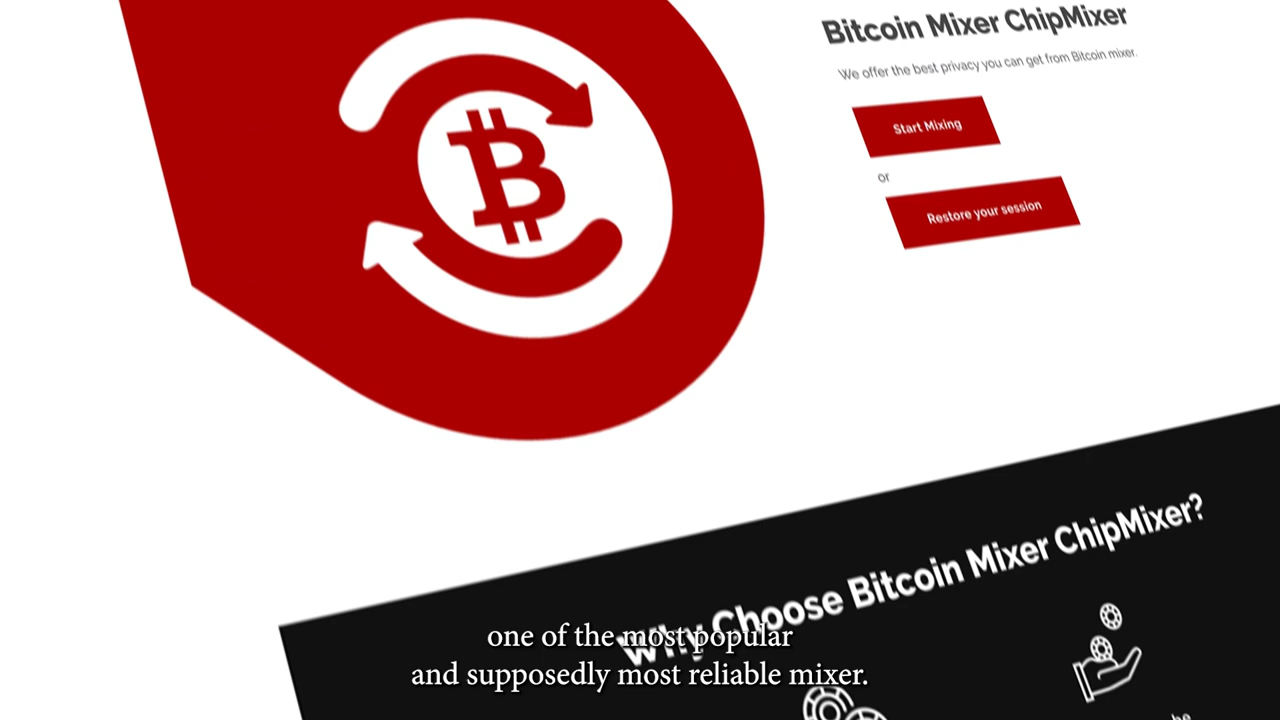 Bitcoin Mixer ChipMixer
We offer the best privacy you can get from Bitcoin mixer.
Start Mixing
or
Restore your session
Why Choose Bitcoin Mixer ChipMixer?
one of the most popular
and supposedly most reliable mixer.